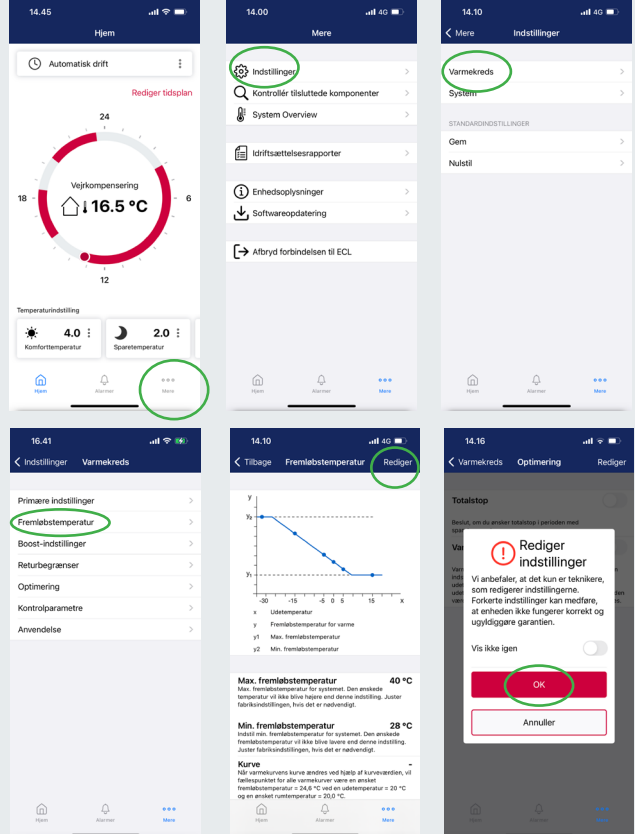 14.45
4G
Hjem
Automatisk drift
Rediger tidsplan
24
18
6
12
Vejrkompensering
16.5 °C
Temperaturindstilling
4.0
Komforttemperatur
2.0
Sparetemperatur
Hjem
Alarmer
Mere
14.00
4G
Mere
Indstillinger
Kontrollér tilsluttede komponenter
System Overview
Idriftsættelsesrapporter
Enhedsoplysninger
Softwareopdatering
Afbryd forbindelsen til ECL
Hjem
Alarmer
Mere
14.10
4G
Mere
Indstillinger
Varmekreds
System
STANDARDINDSTILLINGER
Gem
Nulstil
Hjem
Alarmer
Mere
16.41
Indstillinger
Varmekreds
Primære indstillinger
Fremløbstemperatur
Boost-indstillinger
Returbegrænser
Optimering
Kontrolparametre
Anvendelse
Hjem
Alarmer
Mere
14.10
4G
Tilbage
Fremløbstemperatur
Rediger
y
y₂
y₁
-30 -15 -5 0 5 15 x
x Udetemperatur
y Fremløbstemperatur for varme
y1 Max. fremløbstemperatur
y2 Min. fremløbstemperatur
Max. fremløbstemperatur 40 °C
Max. fremløbstemperatur for systemet. Den ønskede
temperatur vil ikke blive højere end denne indstilling. Juster
fabriksindstillingen, hvis det er nødvendigt.
Min. fremløbstemperatur 28 °C
Indstil min. fremløbstemperatur for systemet. Den ønskede
fremløbstemperatur vil ikke blive lavere end denne indstilling.
Juster fabriksindstillingen, hvis det er nødvendigt.
Kurve -
Når varmekurvens kurve ændres ved hjælp af kurveværdien, vil
fællespunktet for alle varmekurver være en ønsket
fremløbstemperatur = 24,6 °C ved en udetemperatur = 20 °C
og en ønsket rumtemperatur = 20,0 °C.
Hjem
Alarmer
Mere
14.16
Varmekreds
Optimering
Rediger
Totalstop
Beslut, om du ønsker totalstop i perioden med
Rediger
indstillinger
Vi anbefaler, at det kun er teknikere,
som redigerer indstillingerne.
Forkerte indstillinger kan medføre,
at enheden ikke fungerer korrekt og
ugyldiggøre garantien.
Vis ikke igen
OK
Annuller
Hjem
Alarmer
Mere